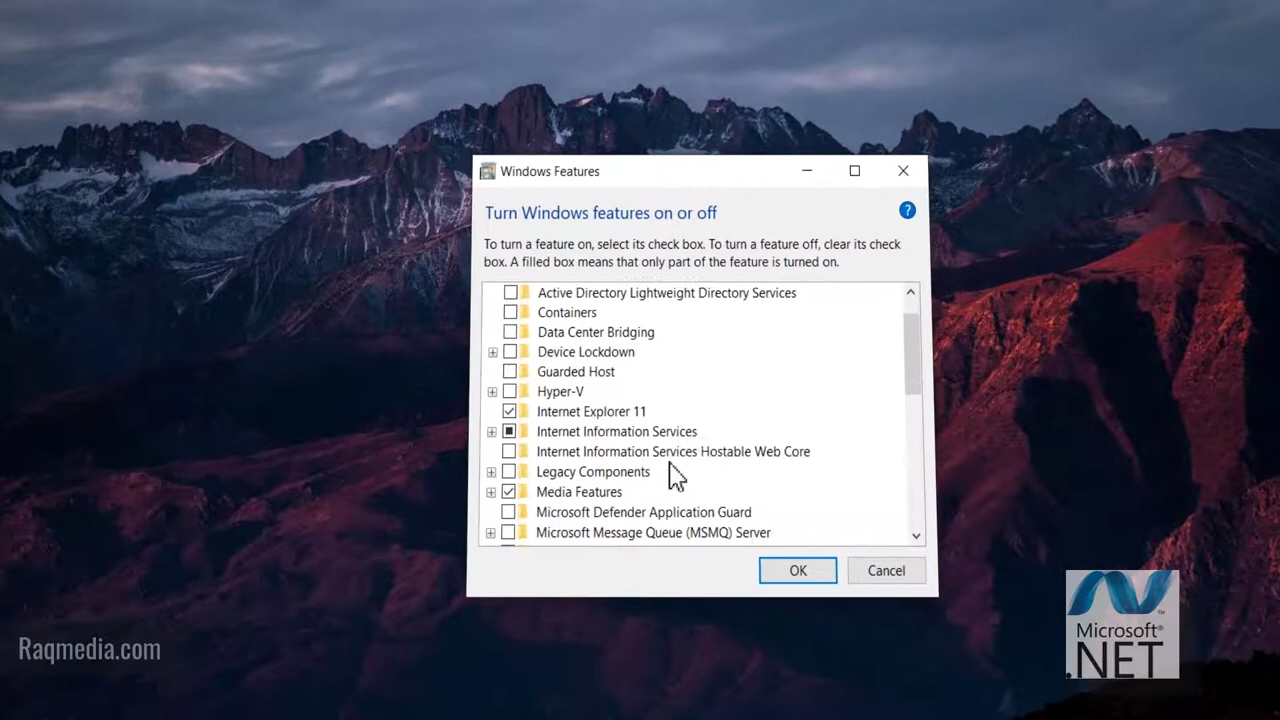 Windows Features
Turn Windows features on or off
?
To turn a feature on, select its check box. To turn a feature off, clear its check
box. A filled box means that only part of the feature is turned on.
Active Directory Lightweight Directory Services
Containers
Data Center Bridging
Device Lockdown
Guarded Host
Hyper-V
Internet Explorer 11
Internet Information Services
Internet Information Services Hostable Web Core
Legacy Components
Media Features
Microsoft Defender Application Guard
Microsoft Message Queue (MSMQ) Server
OK
Cancel
Raqmedia.com
TM
Microsoft®
.NET